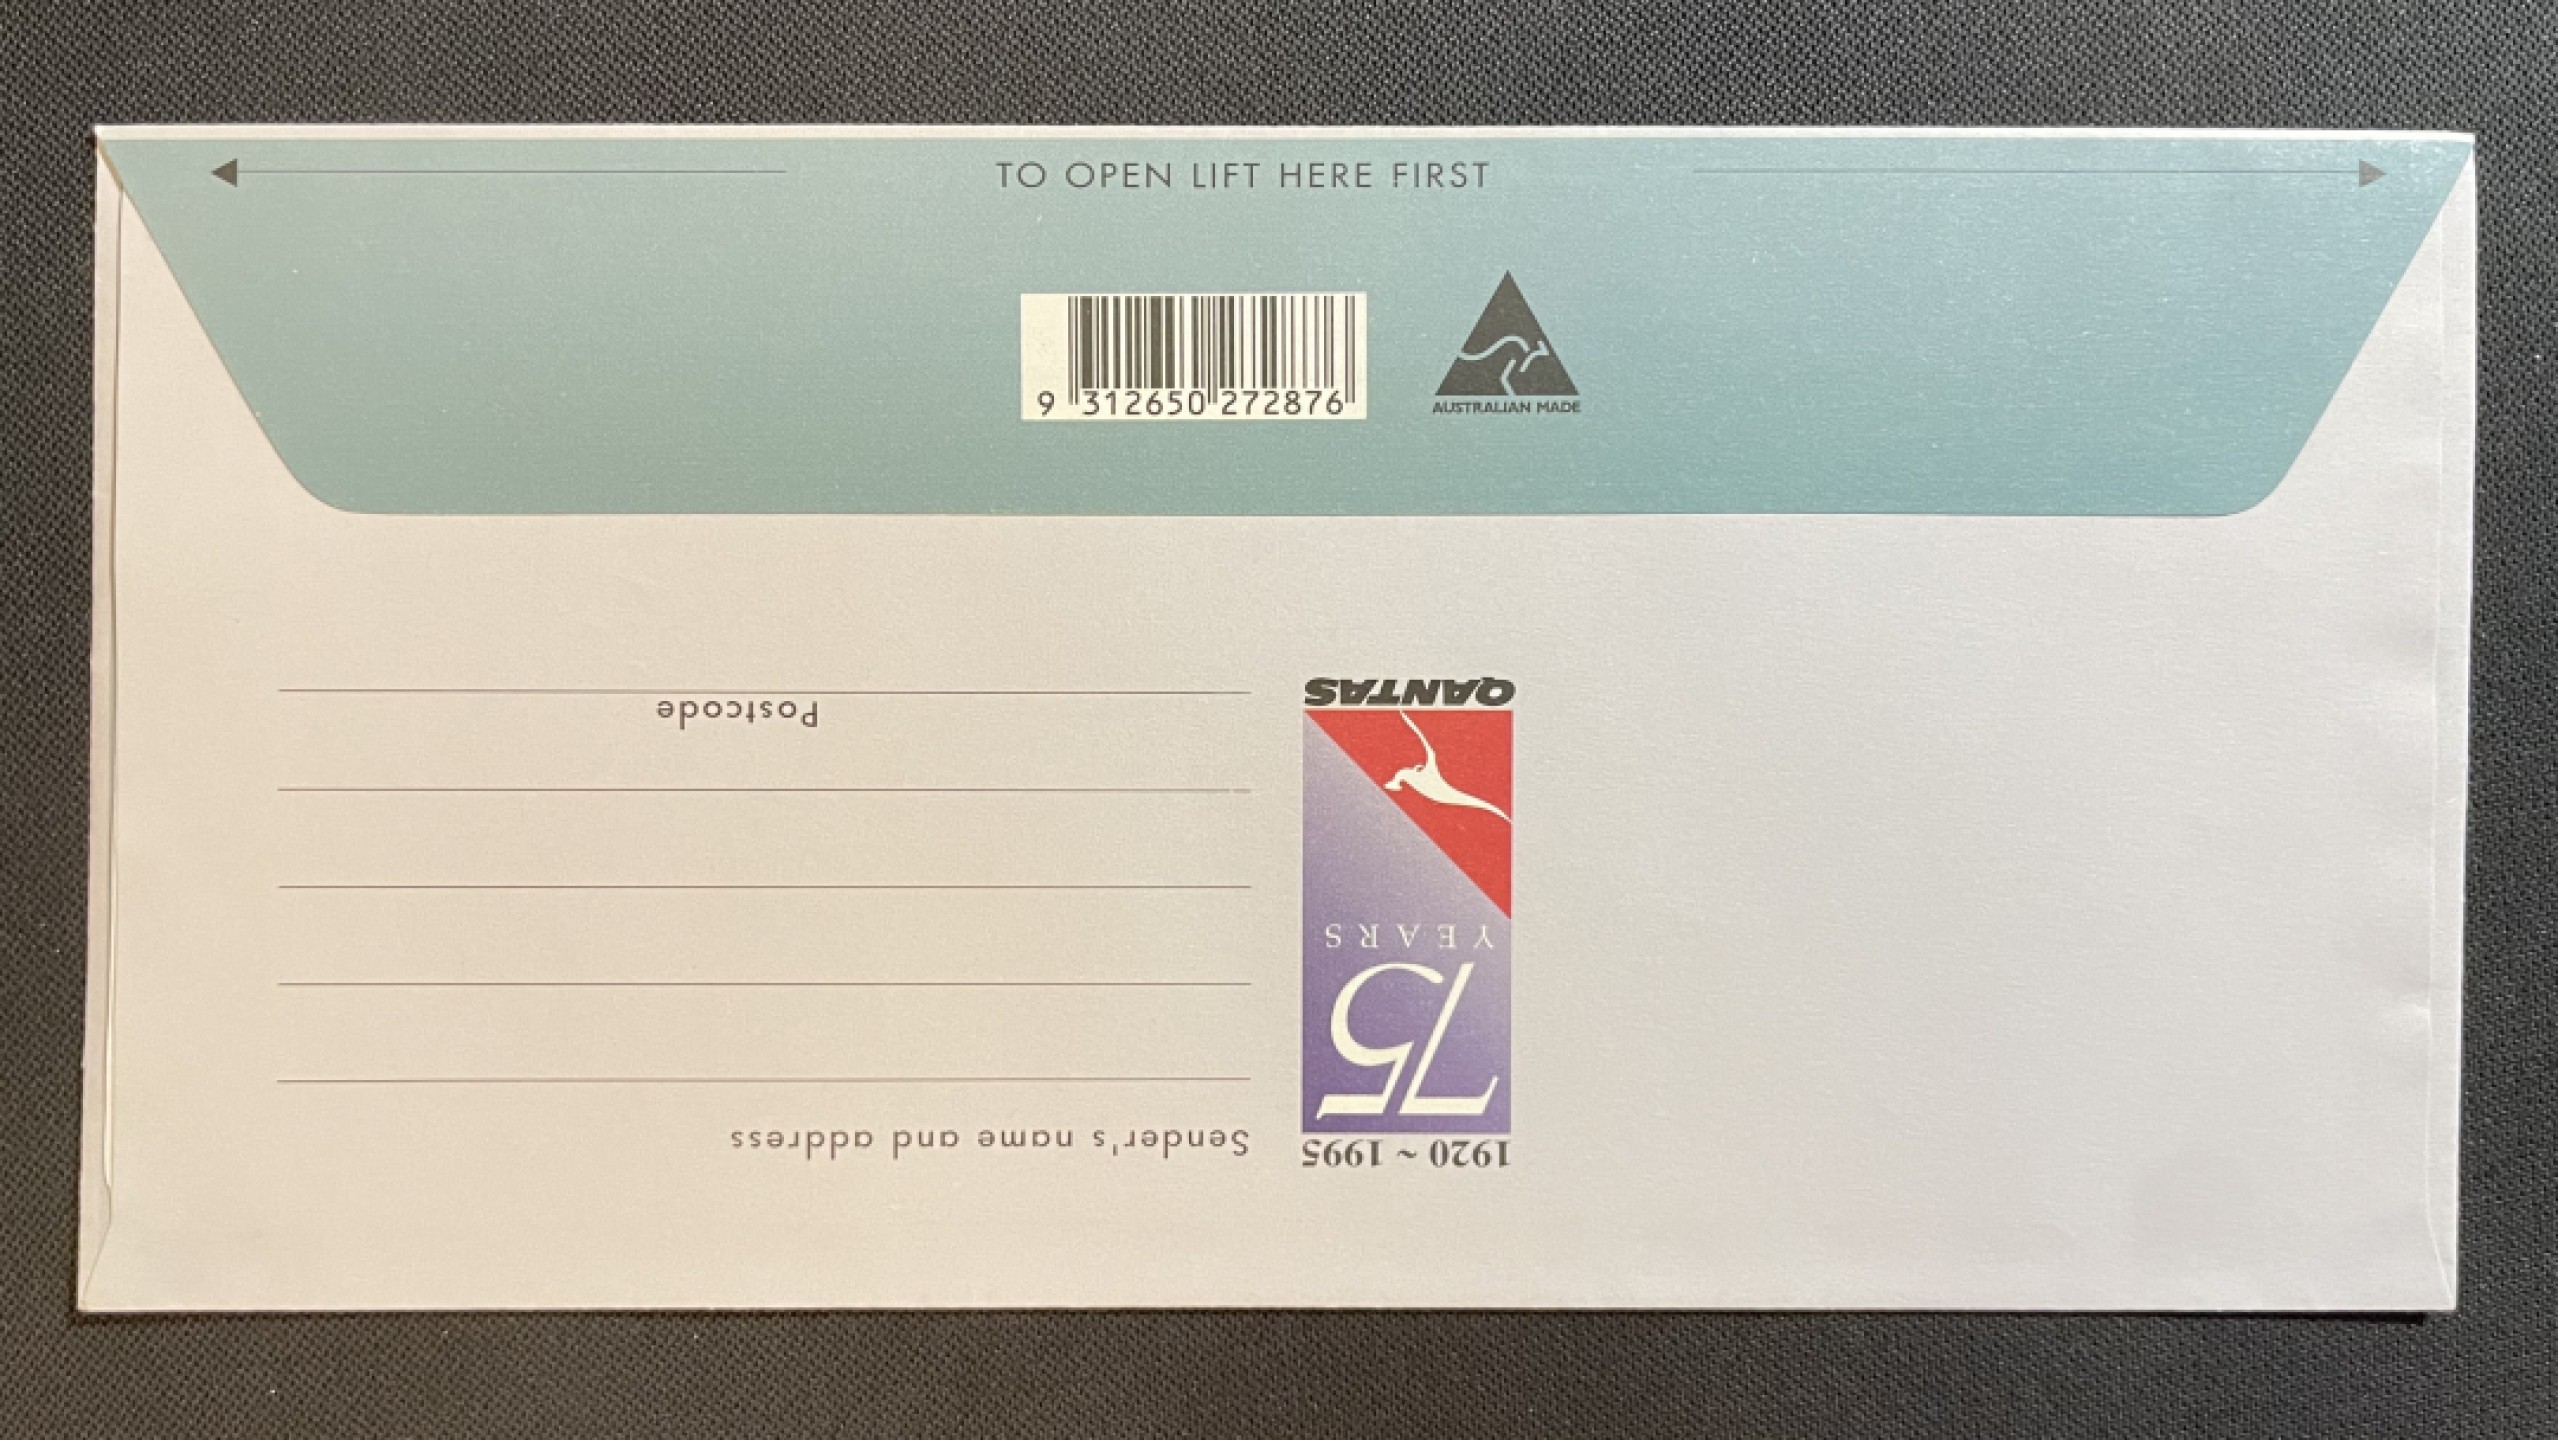 TO OPEN LIFT HERE FIRST
9 312650 272876
AUSTRALIAN MADE
1920 ~ 1995
75
YEARS
QANTAS
Sender's name and address
Postcode